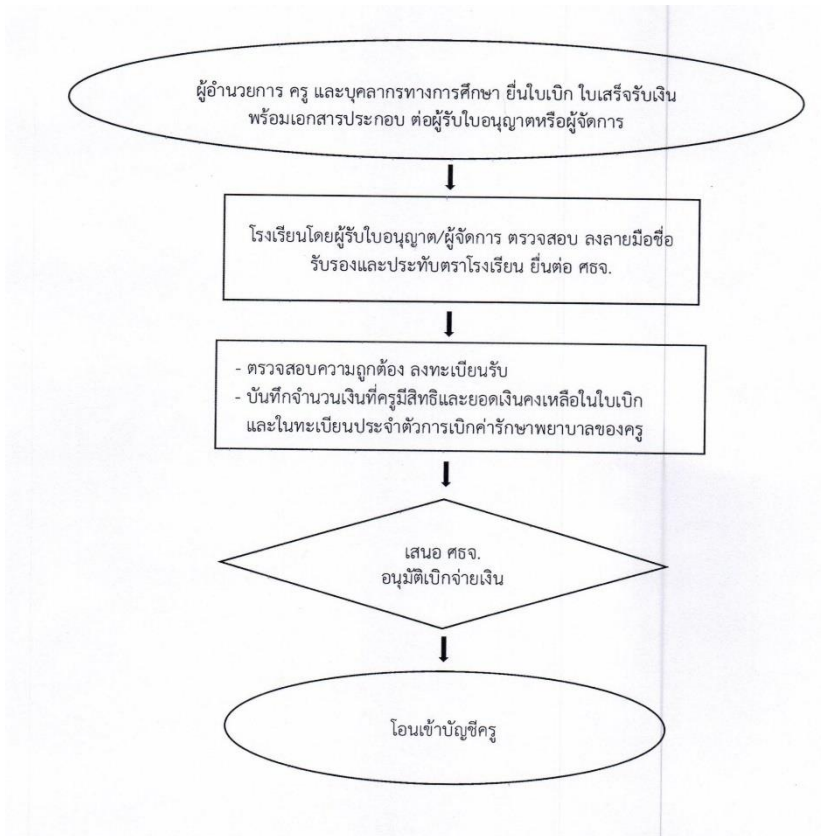 ผู้อำนวยการ ครู และบุคลากรทางการศึกษา ยื่นใบเบิก ใบเสร็จรับเงิน
พร้อมเอกสารประกอบ ต่อผู้รับใบอนุญาตหรือผู้จัดการ
โรงเรียนโดยผู้รับใบอนุญาต/ผู้จัดการ ตรวจสอบ ลงลายมือชื่อ
รับรองและประทับตราโรงเรียน ยื่นต่อ ศธจ.
- ตรวจสอบความถูกต้อง ลงทะเบียนรับ
- บันทึกจำนวนเงินที่ครูมีสิทธิและยอดเงินคงเหลือในใบเบิก
และในทะเบียนประจำตัวการเบิกค่ารักษาพยาบาลของครู
เสนอ ศธจ.
อนุมัติเบิกจ่ายเงิน
โอนเข้าบัญชีครู